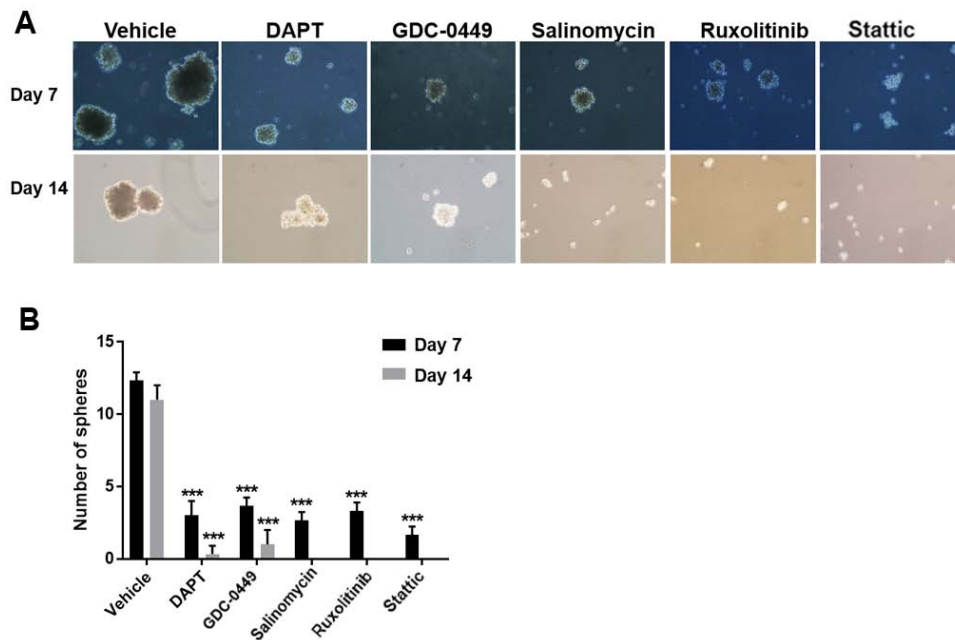 A
Vehicle DAPT GDC-0449 Salinomycin Ruxolitinib Stattic
Day 7
Day 14
B
Number of spheres
15
10
5
0
Day 7
Day 14
***
***
***
***
***
***
***
Vehicle
DAPT
GDC-0449
Salinomycin
Ruxolitinib
Stattic